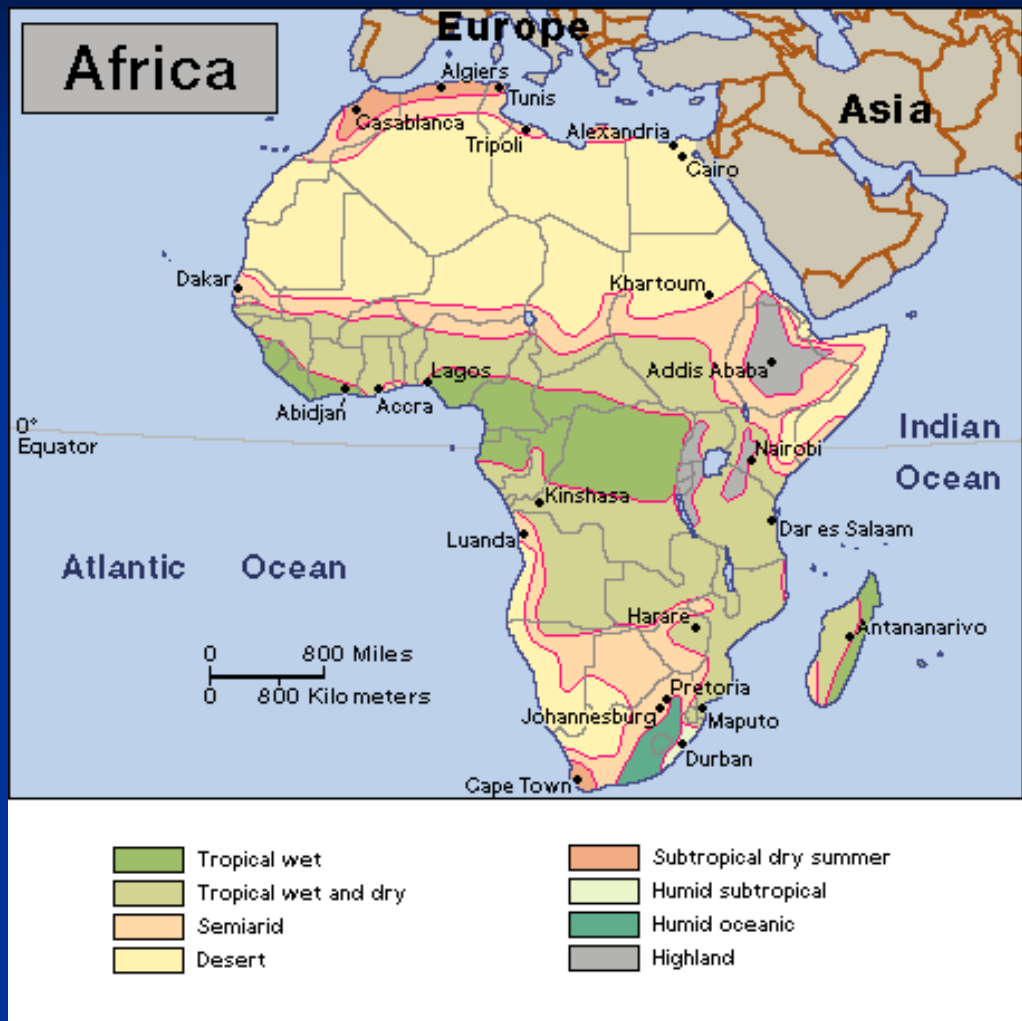 Europe
Africa
Algiers
Tunis
Asia
Casablanca
Alexandria
Tripoli
Cairo
Dakar
Khartoum
Lagos
Addis Ababa
Abidjan
Accra
0°
Equator
Indian
Ocean
Nairobi
Kinshasa
Dar es Salaam
Luanda
Atlantic Ocean
Harare
Antananarivo
0 800 Miles
0 800 Kilometers
Pretoria
Johannesburg
Maputo
Durban
Cape Town
Tropical wet
Tropical wet and dry
Semiarid
Desert
Subtropical dry summer
Humid subtropical
Humid oceanic
Highland